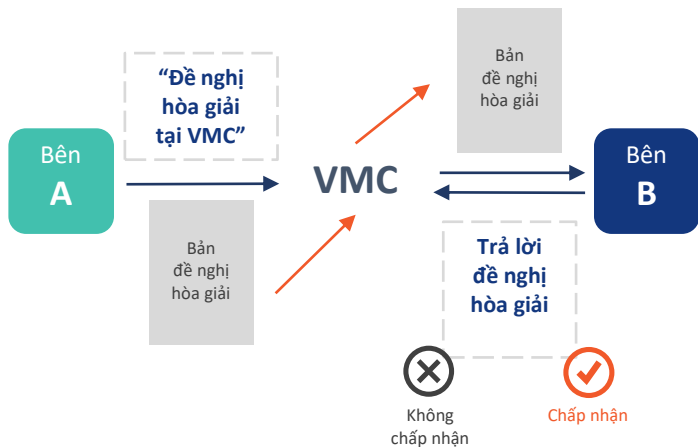 “Đề nghị
hòa giải
tại VMC”
Bên
A
Bản
đề nghị
hòa giải
VMC
Bản
đề nghị
hòa giải
Bên
B
Trả lời
đề nghị
hòa giải
Không
chấp nhận
Chấp nhận